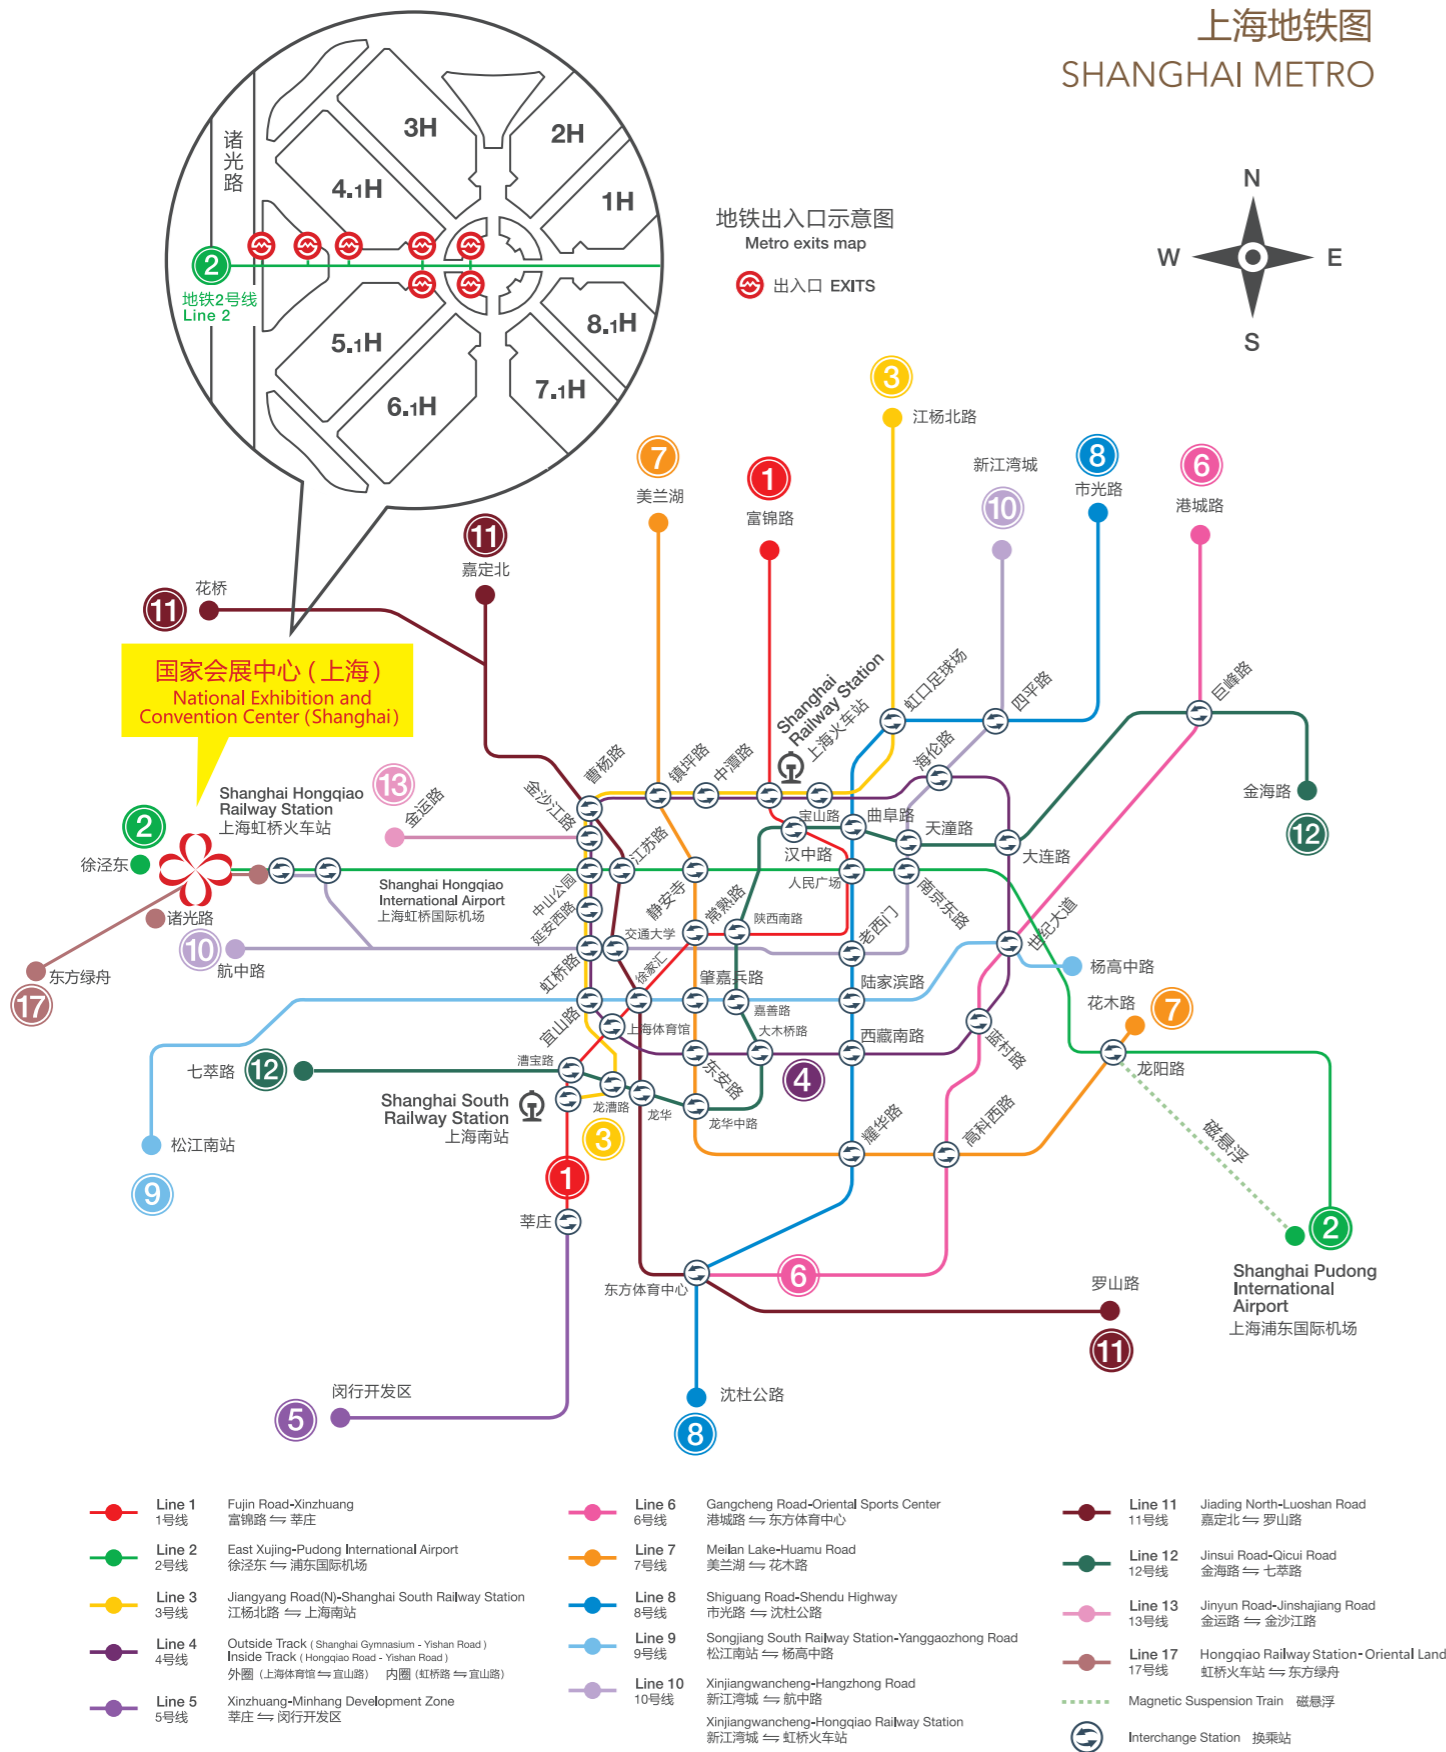 上海地铁图
SHANGHAI METRO
诸光路
3H
2H
4.1H
1H
2
地铁2号线
Line 2
5.1H
8.1H
6.1H
7.1H
地铁出入口示意图
Metro exits map
出入口 EXITS
N
W
E
S
3
江杨北路
7
美兰湖
1
富锦路
新江湾城
10
8
市光路
6
港城路
11
嘉定北
花桥
11
国家会展中心 ( 上海 )
National Exhibition and
Convention Center (Shanghai)
Shanghai
Railway Station
上海火车站
虹口足球场
四平路
巨峰路
曹杨路
镇坪路
中潭路
海伦路
13
金运路
金沙江路
宝山路
曲阜路
天潼路
金海路
12
Shanghai Hongqiao
Railway Station
上海虹桥火车站
2
徐泾东
江苏路
汉中路
大连路
诸光路
Shanghai Hongqiao
International Airport
上海虹桥国际机场
中山公园
静安寺
常熟路
人民广场
南京东路
延安西路
陕西南路
老西门
世纪大道
10
航中路
交通大学
东方绿舟
17
虹桥路
徐家汇
肇嘉兵路
陆家滨路
杨高中路
宜山路
上海体育馆
嘉善路
花木路
7
大木桥路
西藏南路
蓝村路
七莘路
12
漕宝路
东安路
4
龙阳路
Shanghai South
Railway Station
上海南站
龙漕路
3
龙华
龙华中路
耀华路
高科西路
磁悬浮
松江南站
9
1
莘庄
2
Shanghai Pudong
International
Airport
上海浦东国际机场
东方体育中心
6
罗山路
11
闵行开发区
5
沈杜公路
8
Line 1 Fujin Road-Xinzhuang
1号线 富锦路 ⇋ 莘庄
Line 2 East Xujing-Pudong International Airport
2号线 徐泾东 ⇋ 浦东国际机场
Line 3 Jiangyang Road(N)-Shanghai South Railway Station
3号线 江杨北路 ⇋ 上海南站
Line 4 Outside Track ( Shanghai Gymnasium - Yishan Road )
4号线 Inside Track ( Hongqiao Road - Yishan Road )
外圈 (上海体育馆 ⇋ 宜山路) 内圈 (虹桥路 ⇋ 宜山路)
Line 5 Xinzhuang-Minhang Development Zone
5号线 莘庄 ⇋ 闵行开发区
Line 6 Gangcheng Road-Oriental Sports Center
6号线 港城路 ⇋ 东方体育中心
Line 7 Meilan Lake-Huamu Road
7号线 美兰湖 ⇋ 花木路
Line 8 Shiguang Road-Shendu Highway
8号线 市光路 ⇋ 沈杜公路
Line 9 Songjiang South Railway Station-Yanggaozhong Road
9号线 松江南站 ⇋ 杨高中路
Line 10 Xinjiangwancheng-Hangzhong Road
10号线 新江湾城 ⇋ 航中路
Xinjiangwancheng-Hongqiao Railway Station
新江湾城 ⇋ 虹桥火车站
Line 11 Jiading North-Luoshan Road
11号线 嘉定北 ⇋ 罗山路
Line 12 Jinsui Road-Qicui Road
12号线 金海路 ⇋ 七莘路
Line 13 Jinyun Road-Jinshajiang Road
13号线 金运路 ⇋ 金沙江路
Line 17 Hongqiao Railway Station-Oriental Land
17号线 虹桥火车站 ⇋ 东方绿舟
Magnetic Suspension Train 磁悬浮
Interchange Station 换乘站